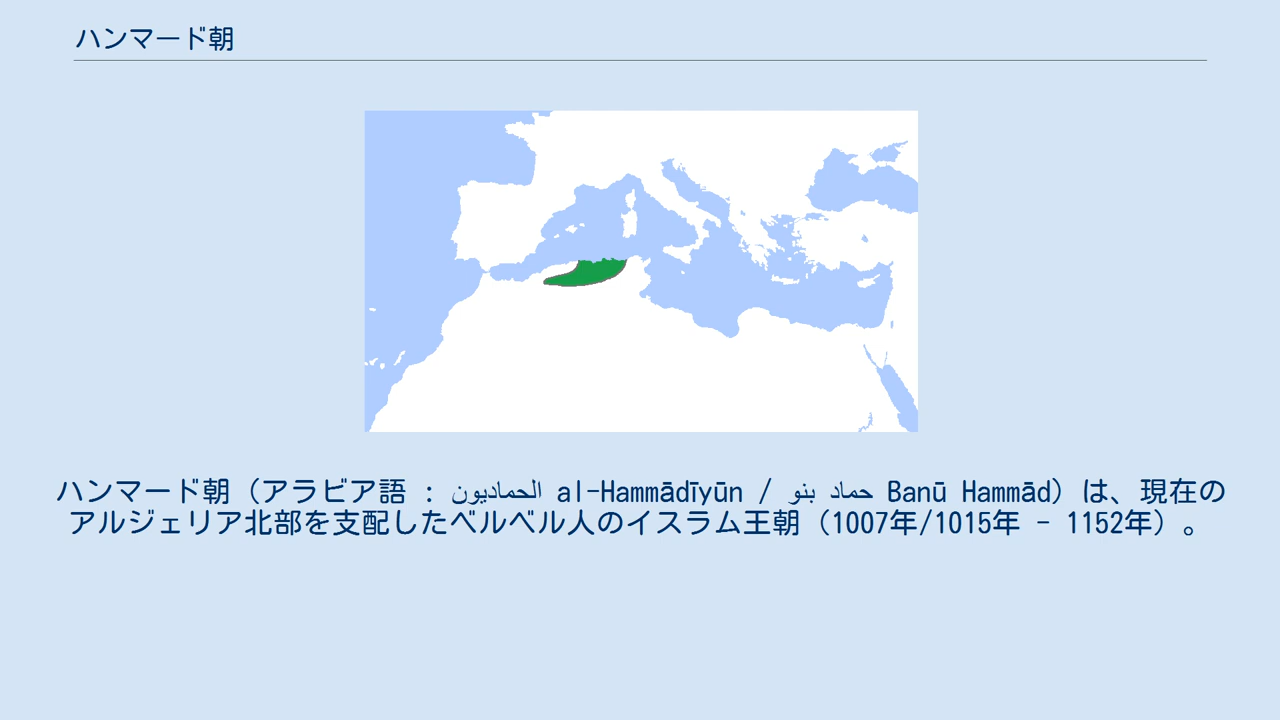 ハンマード朝
ハンマード朝（アラビア語 : الحماديون al-Hammādīyūn / حماد بنو Banū Hammād）は、現在の
アルジェリア北部を支配したベルベル人のイスラム王朝（1007年/1015年 - 1152年）。